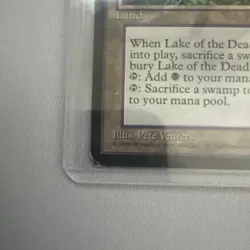 Land
When Lake of the Dead
into play, sacrifice a sw
bury Lake of the Dead
: Add to your mana
: Sacrifice a swamp to
to your mana pool.
Illus. Pete Venters